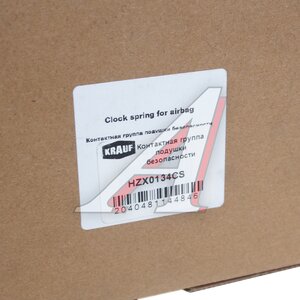 Clock spring for airbag
Контактная группа подушки безопасности
KRAUF
Контактная группа
подушки
безопасности
HZX0134CS
2040481144846